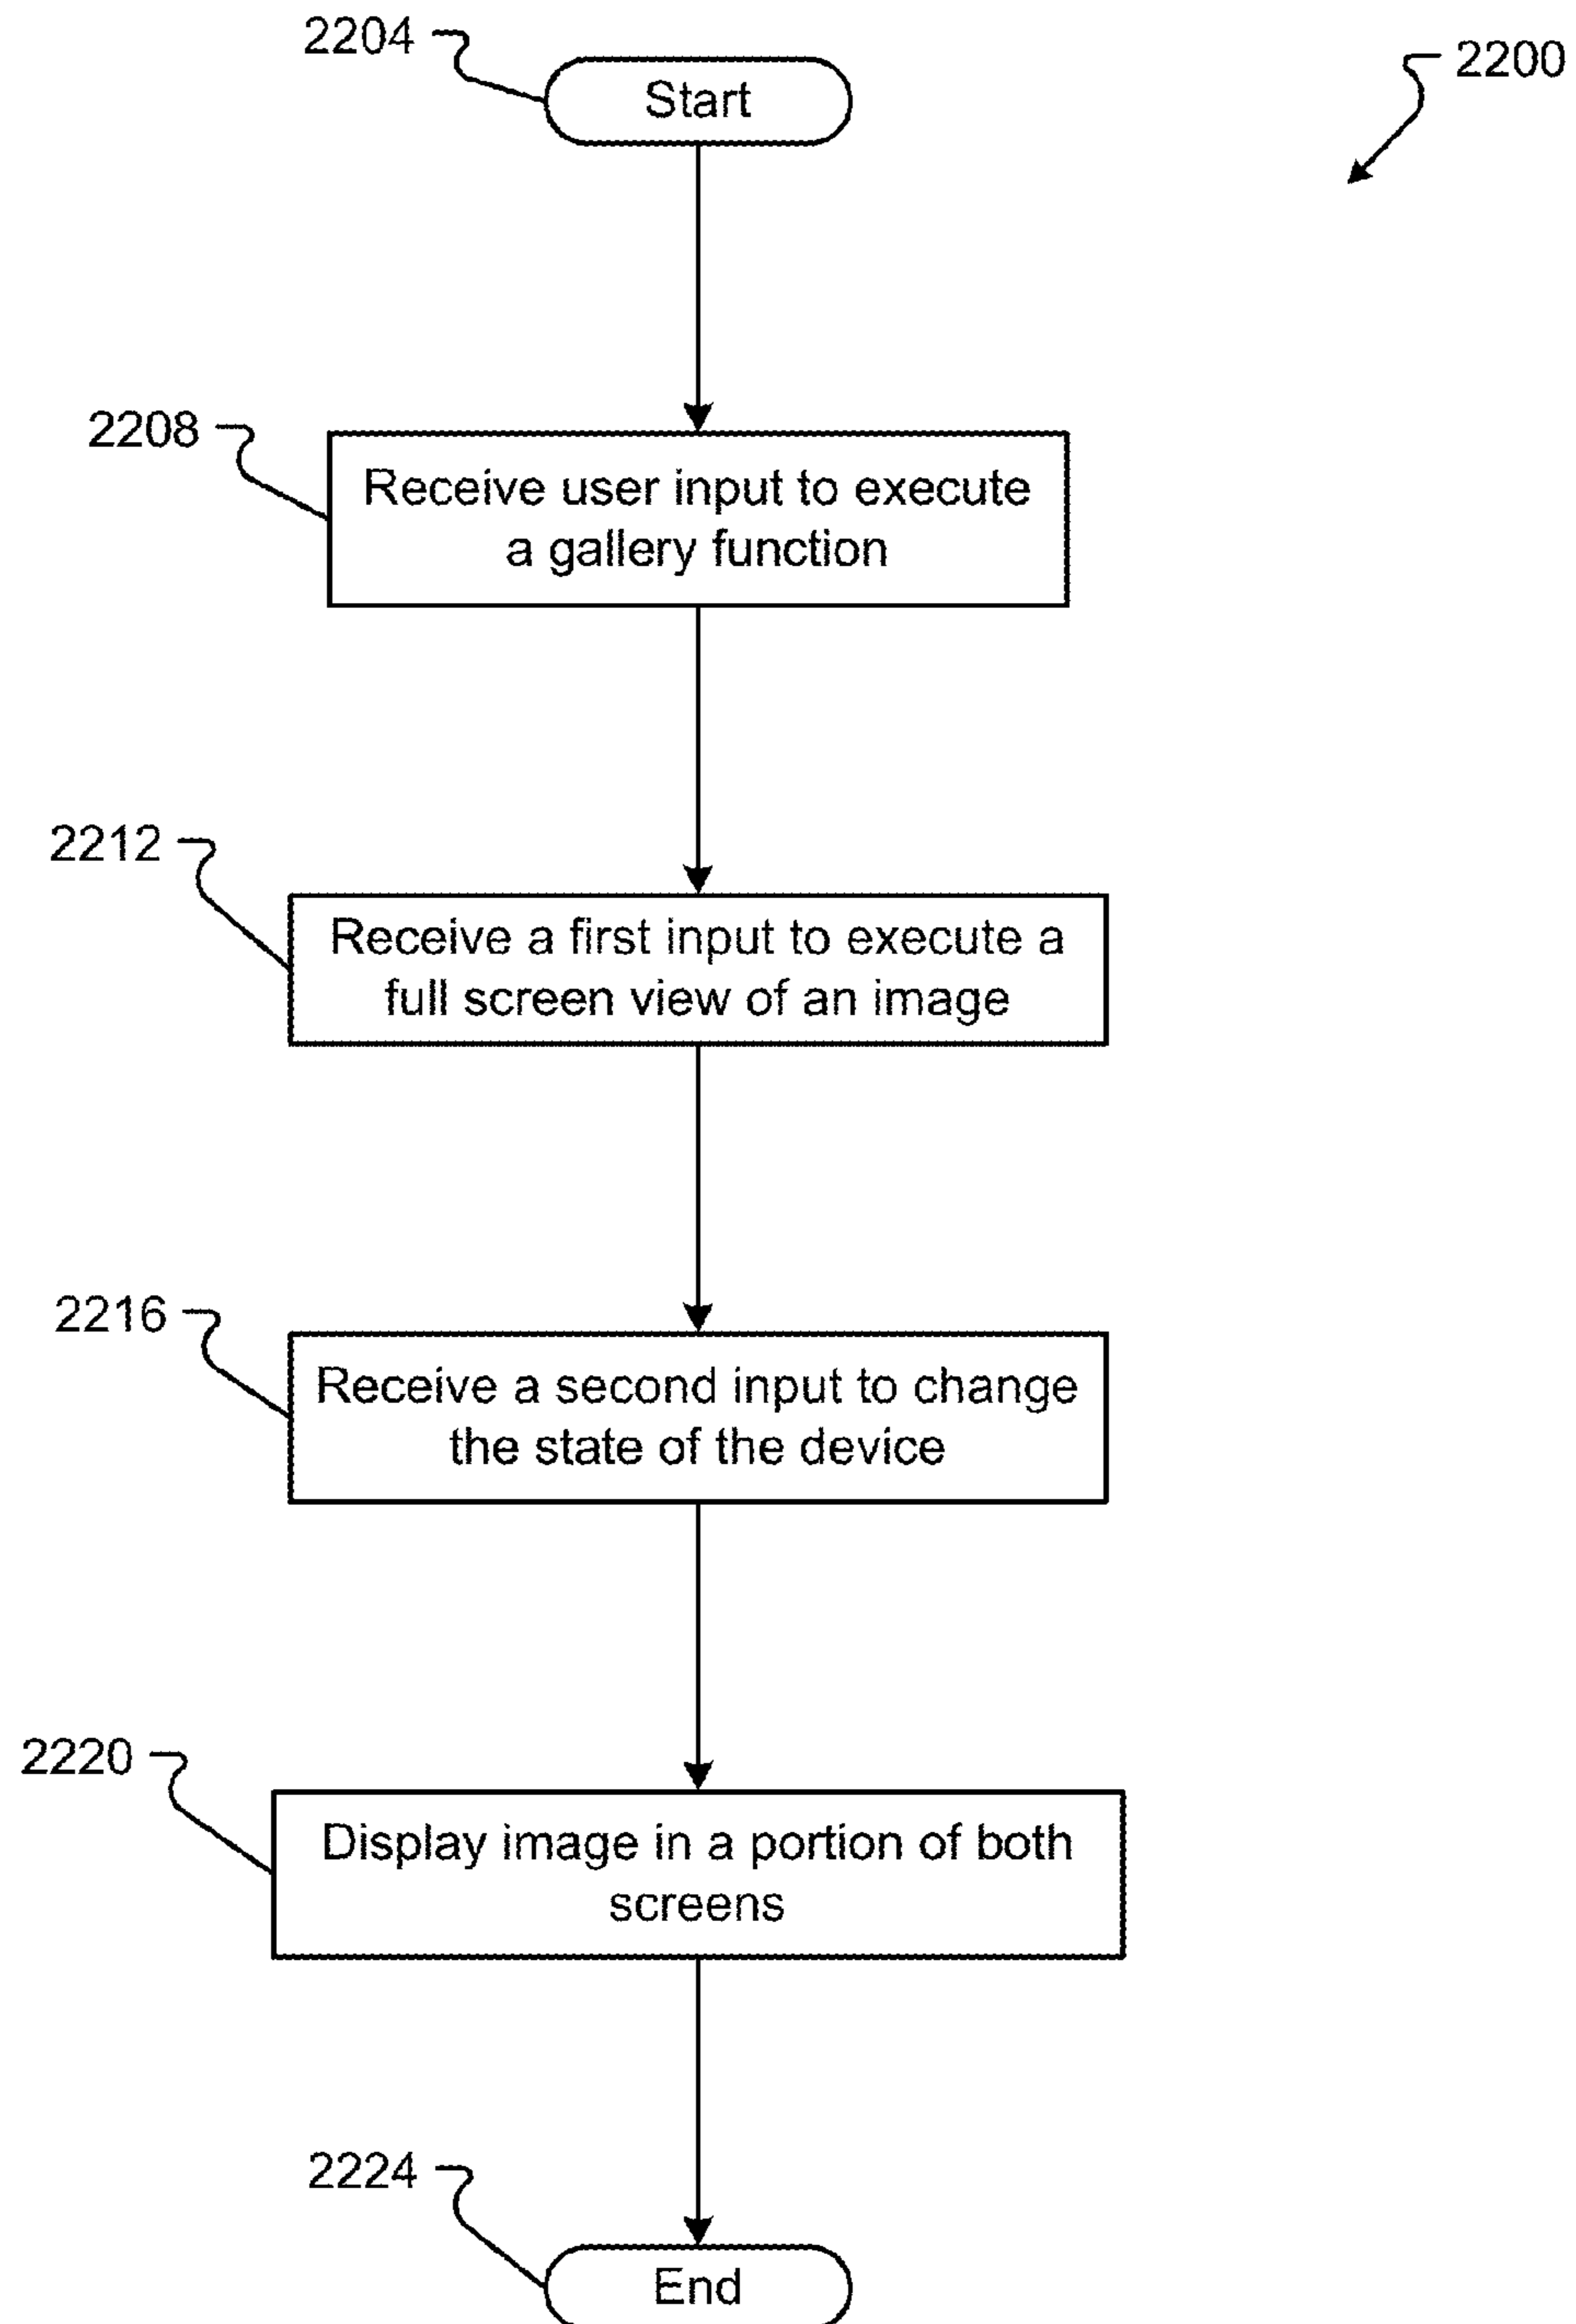 2204
Start
2200
2208
Receive user input to execute
a gallery function
2212
Receive a first input to execute a
full screen view of an image
2216
Receive a second input to change
the state of the device
2220
Display image in a portion of both
screens
2224
End